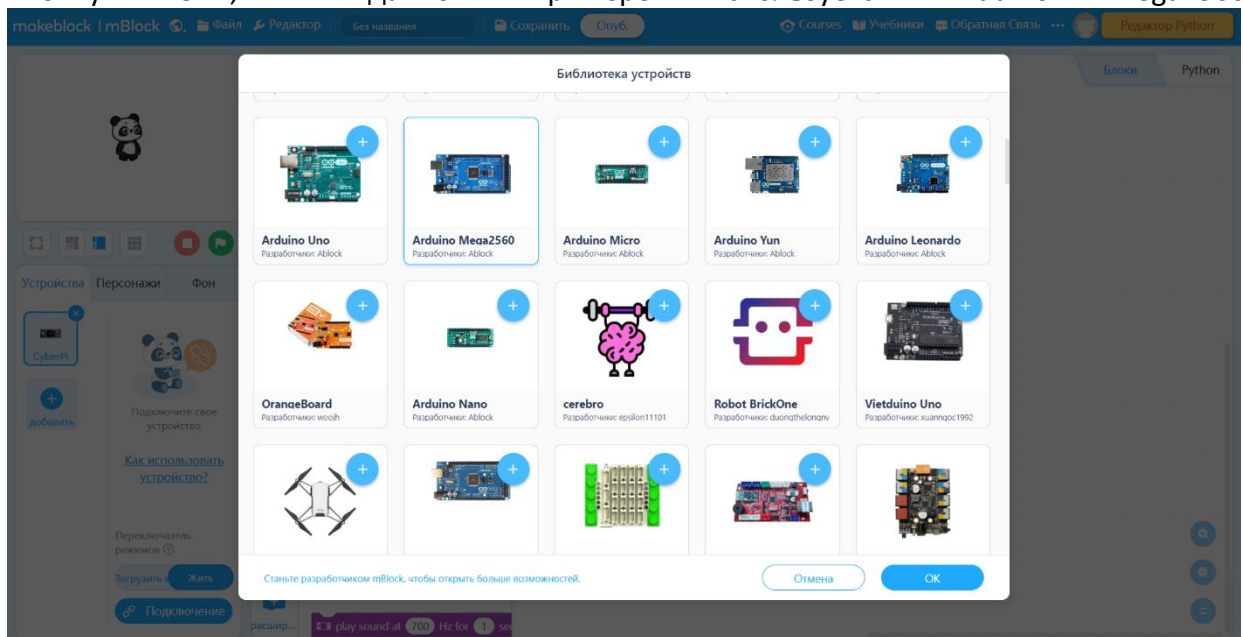 makeblock | mBlock Файл Редактор Без названия Сохранить Опуб. Courses Учебники Обратная Связь ... Редактор Python
Библиотека устройств
Блоки Python
Arduino Uno
Разработчики: Ablock
Arduino Mega2560
Разработчики: Ablock
Arduino Micro
Разработчики: Ablock
Arduino Yun
Разработчики: Ablock
Arduino Leonardo
Разработчики: Ablock
Устройства Персонажи Фон
CyberPi
добавить
Подключите свое
устройство
Как использовать
устройство?
OrangeBoard
Разработчики: woojh
Arduino Nano
Разработчики: Ablock
cerebro
Разработчики: epsilon11101
Robot BrickOne
Разработчики: duongthelongnv
Vietduino Uno
Разработчики: xuanngoc1992
Переключатель
режимов
Загрузить Жить
Подключение
Станьте разработчиком mBlock, чтобы открыть больше возможностей.
Отмена OK
расшир... play sound at 700 Hz for 1 sec